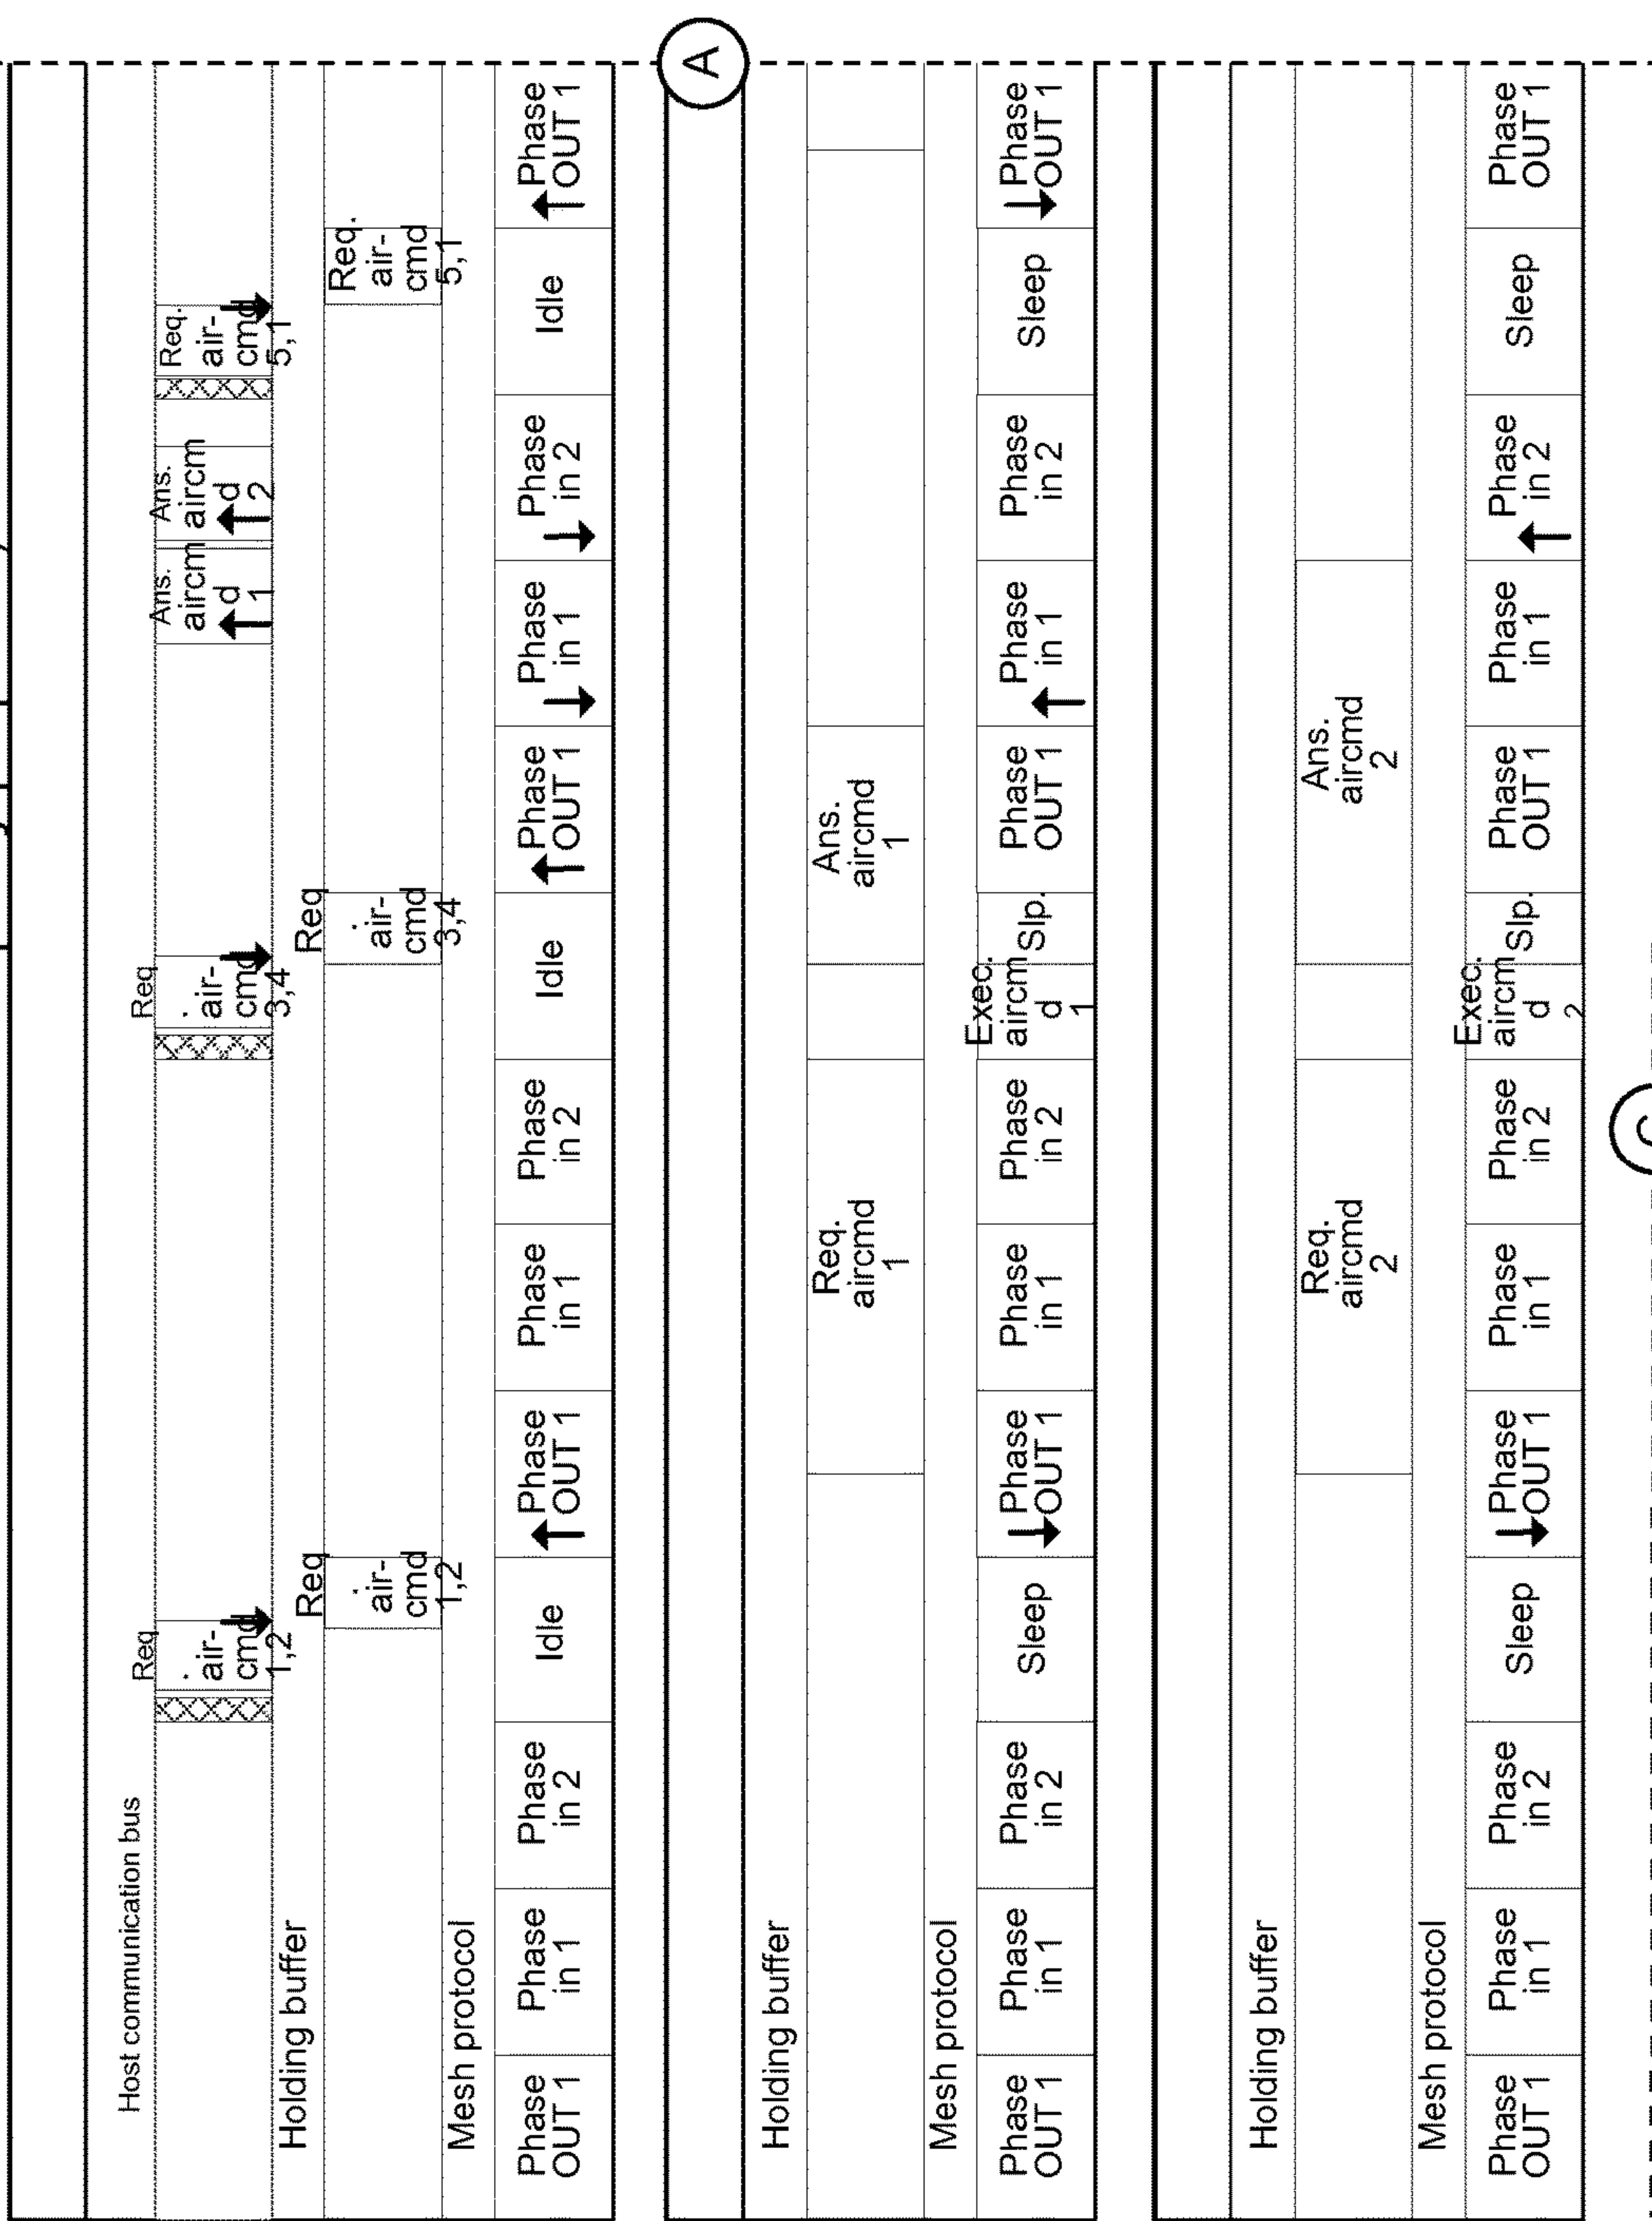 Host communication bus
Req
. air-
cmd
1,2
Req
. air-
cmd
3,4
Ans.
aircm
d
1
Ans.
aircm
d
2
Req.
air-
cmd
5,1
Holding buffer
Req
. air-
cmd
1,2
Req
. air-
cmd
3,4
Req.
air-
cmd
5,1
Mesh protocol
Phase
OUT 1
Phase
in 1
Phase
in 2
Idle
Phase
OUT 1
Phase
in 1
Phase
in 2
Idle
Phase
OUT 1
Phase
in 1
Phase
in 2
Idle
Phase
OUT 1
A
Holding buffer
Req.
aircmd
1
Ans.
aircmd
1
Mesh protocol
Phase
OUT 1
Phase
in 1
Phase
in 2
Sleep
Phase
OUT 1
Phase
in 1
Phase
in 2
Exec.
aircm
d
1
Slp.
Phase
OUT 1
Phase
in 1
Phase
in 2
Sleep
Phase
OUT 1
Holding buffer
Req.
aircmd
2
Ans.
aircmd
2
Mesh protocol
Phase
OUT 1
Phase
in 1
Phase
in 2
Sleep
Phase
OUT 1
Phase
in 1
Phase
in 2
Exec.
aircm
d
2
Slp.
Phase
OUT 1
Phase
in 1
Phase
in 2
Sleep
Phase
OUT 1